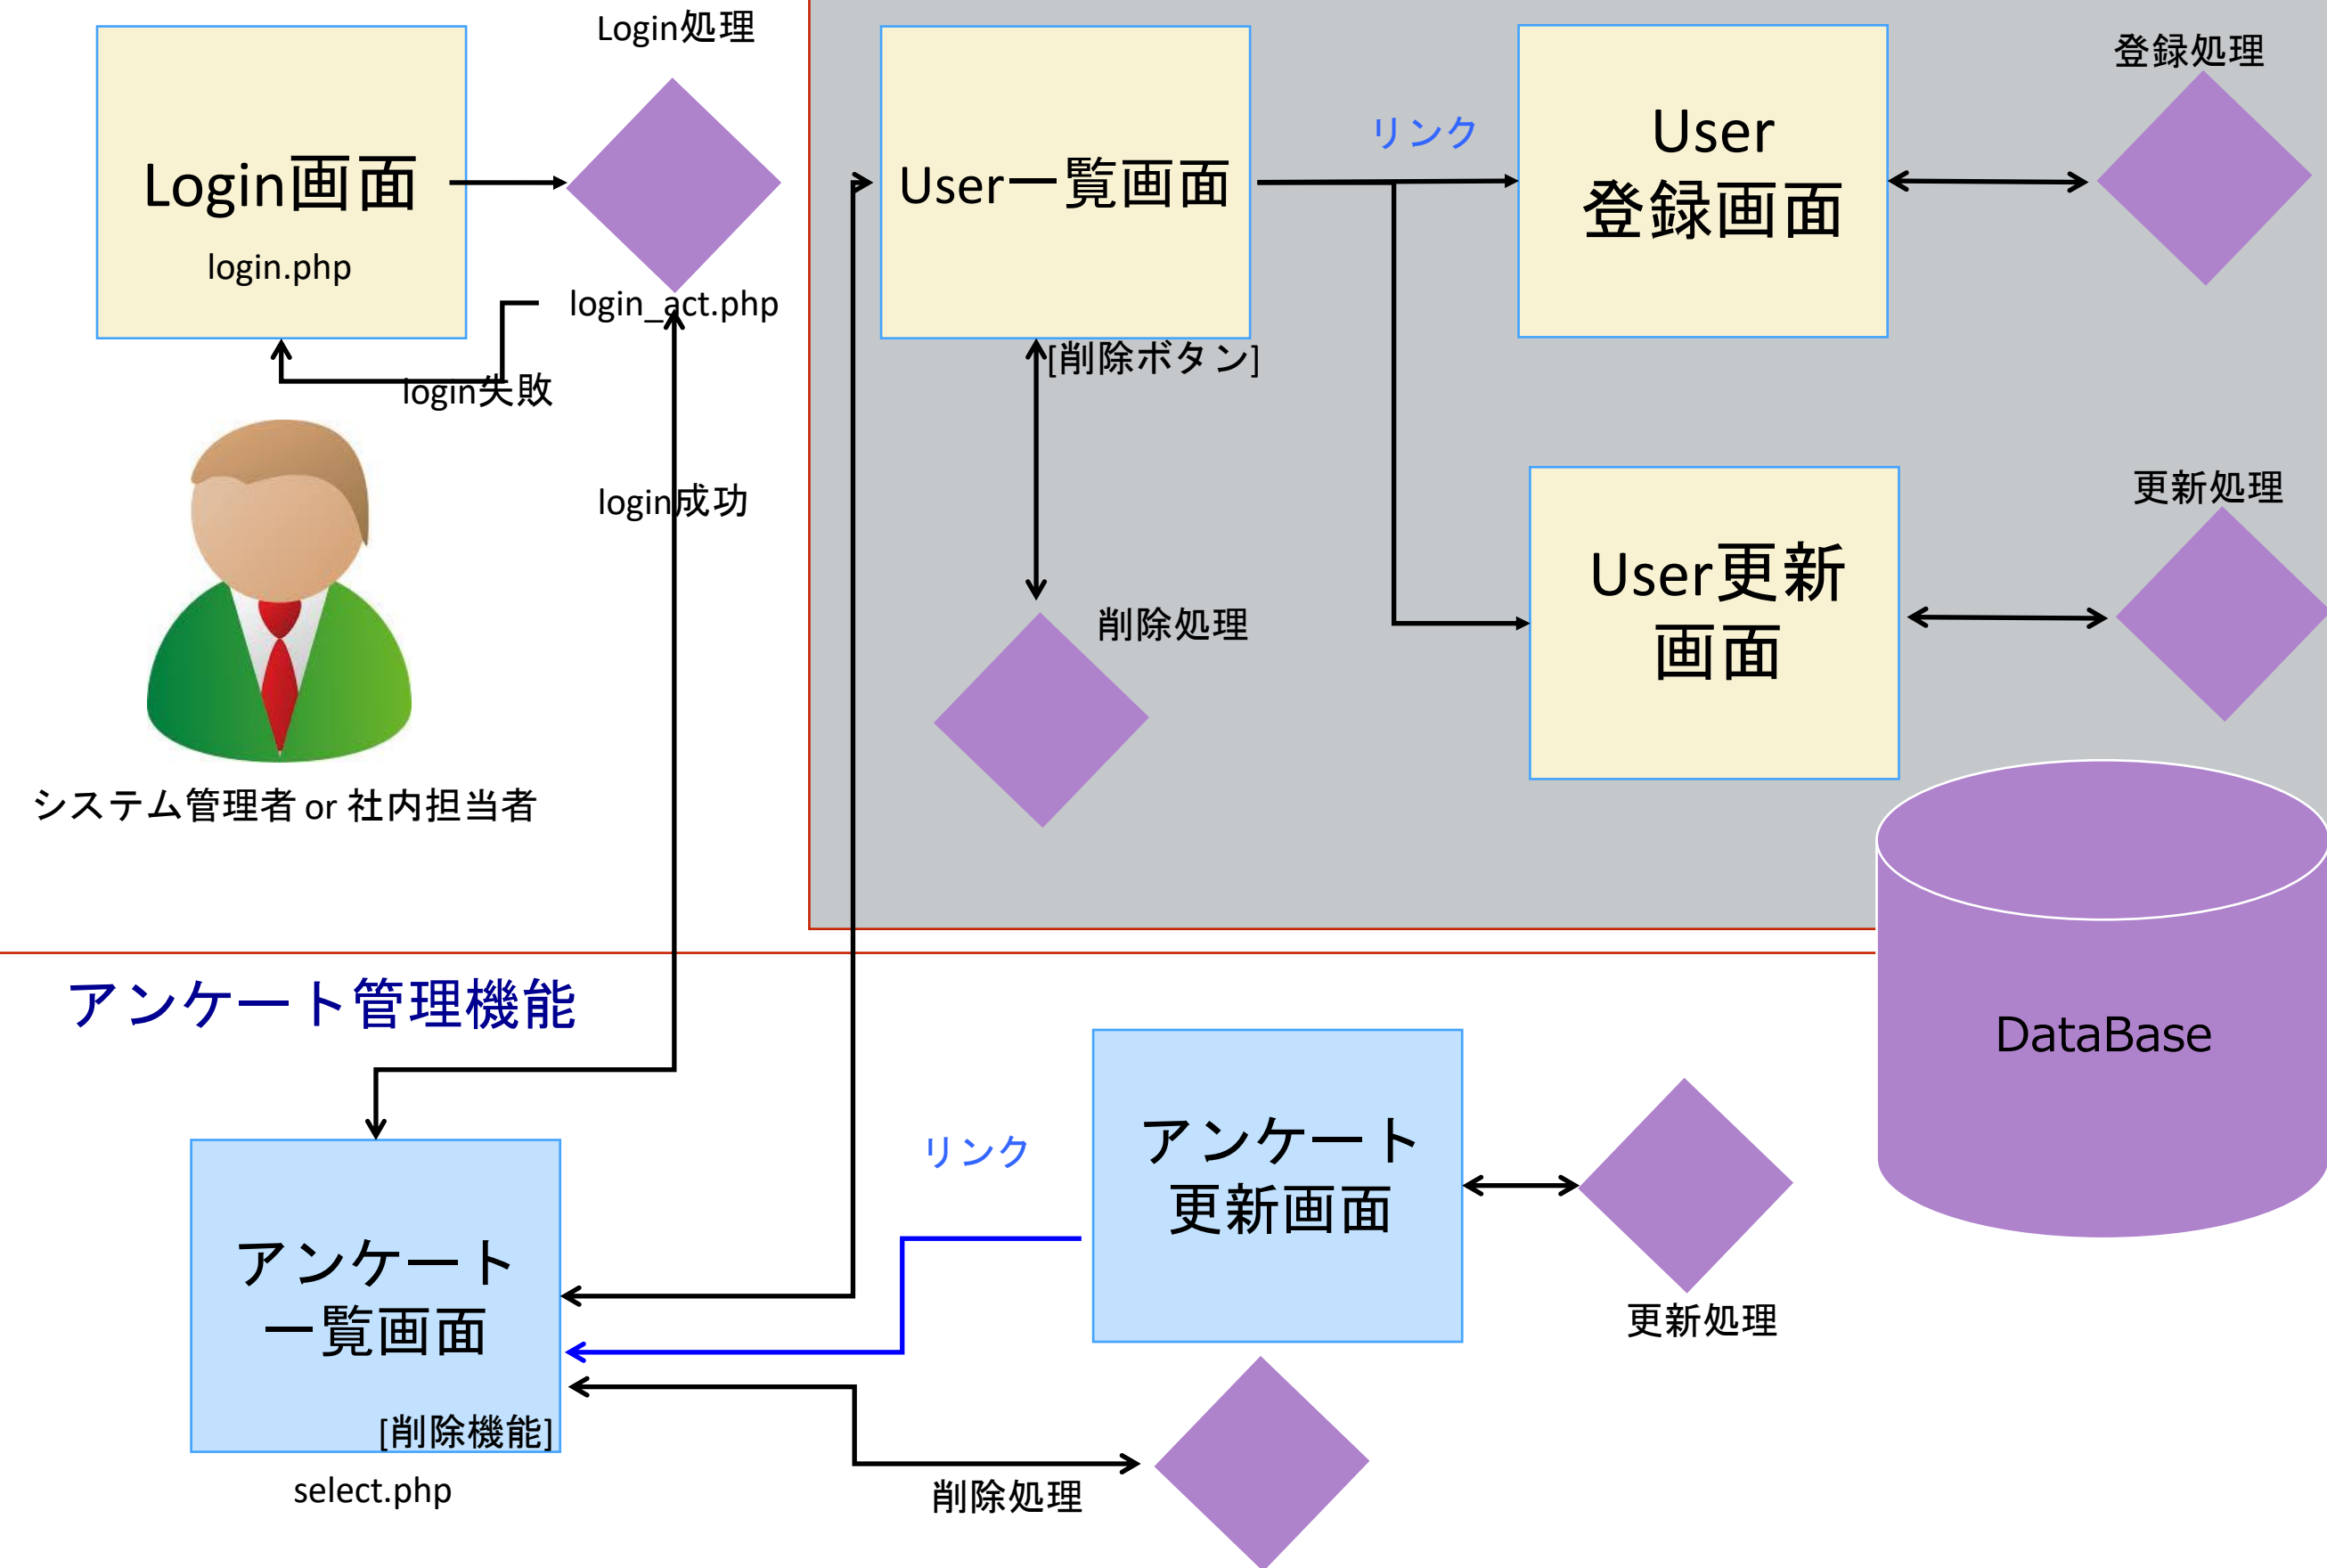 Login処理
Login画面
login.php
login_act.php
login失敗
login成功
システム管理者 or 社内担当者
User一覧画面
[削除ボタン]
削除処理
リンク
User
登録画面
登録処理
User更新
画面
更新処理
DataBase
アンケート管理機能
アンケート
一覧画面
[削除機能]
select.php
リンク
アンケート
更新画面
更新処理
削除処理